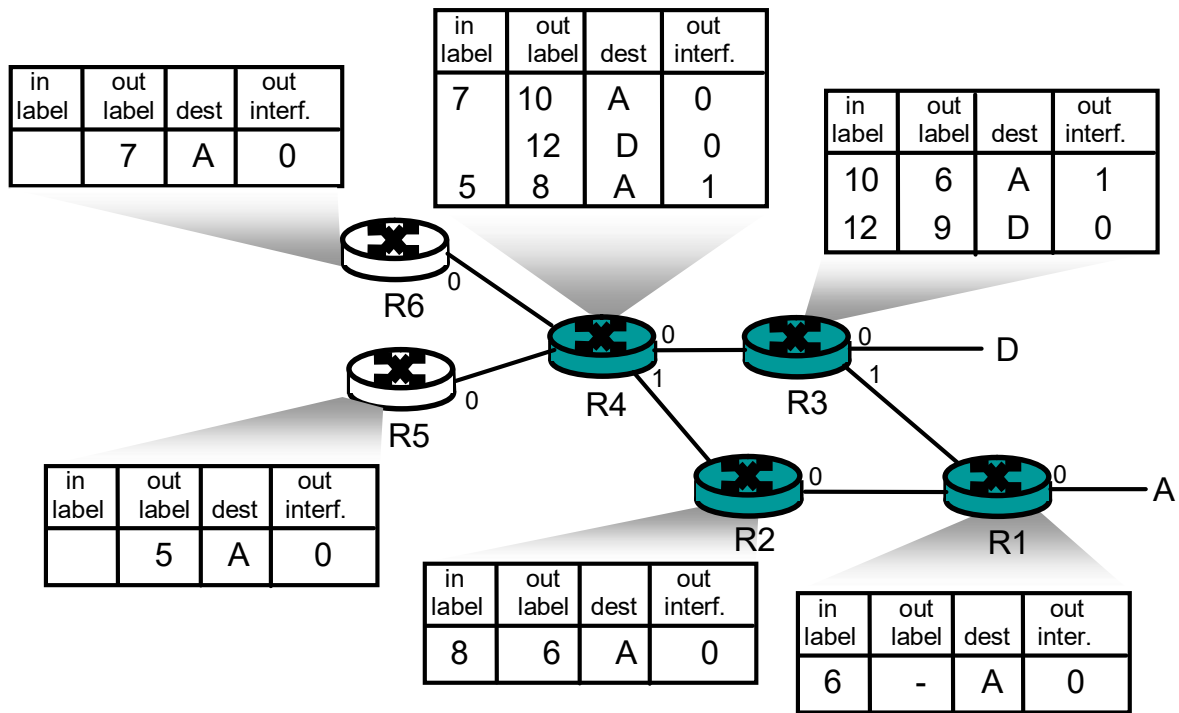 in out out
label label dest interf.
7 10 A 0
12 D 0
5 8 A 1
in out out
label label dest interf.
7 A 0
in out out
label label dest interf.
10 6 A 1
12 9 D 0
R6
0
R5
0
R4
0
1
R3
0
1
D
R2
0
R1
0
A
in out out
label label dest interf.
5 A 0
in out out
label label dest interf.
8 6 A 0
in out out
label label dest inter.
6 - A 0